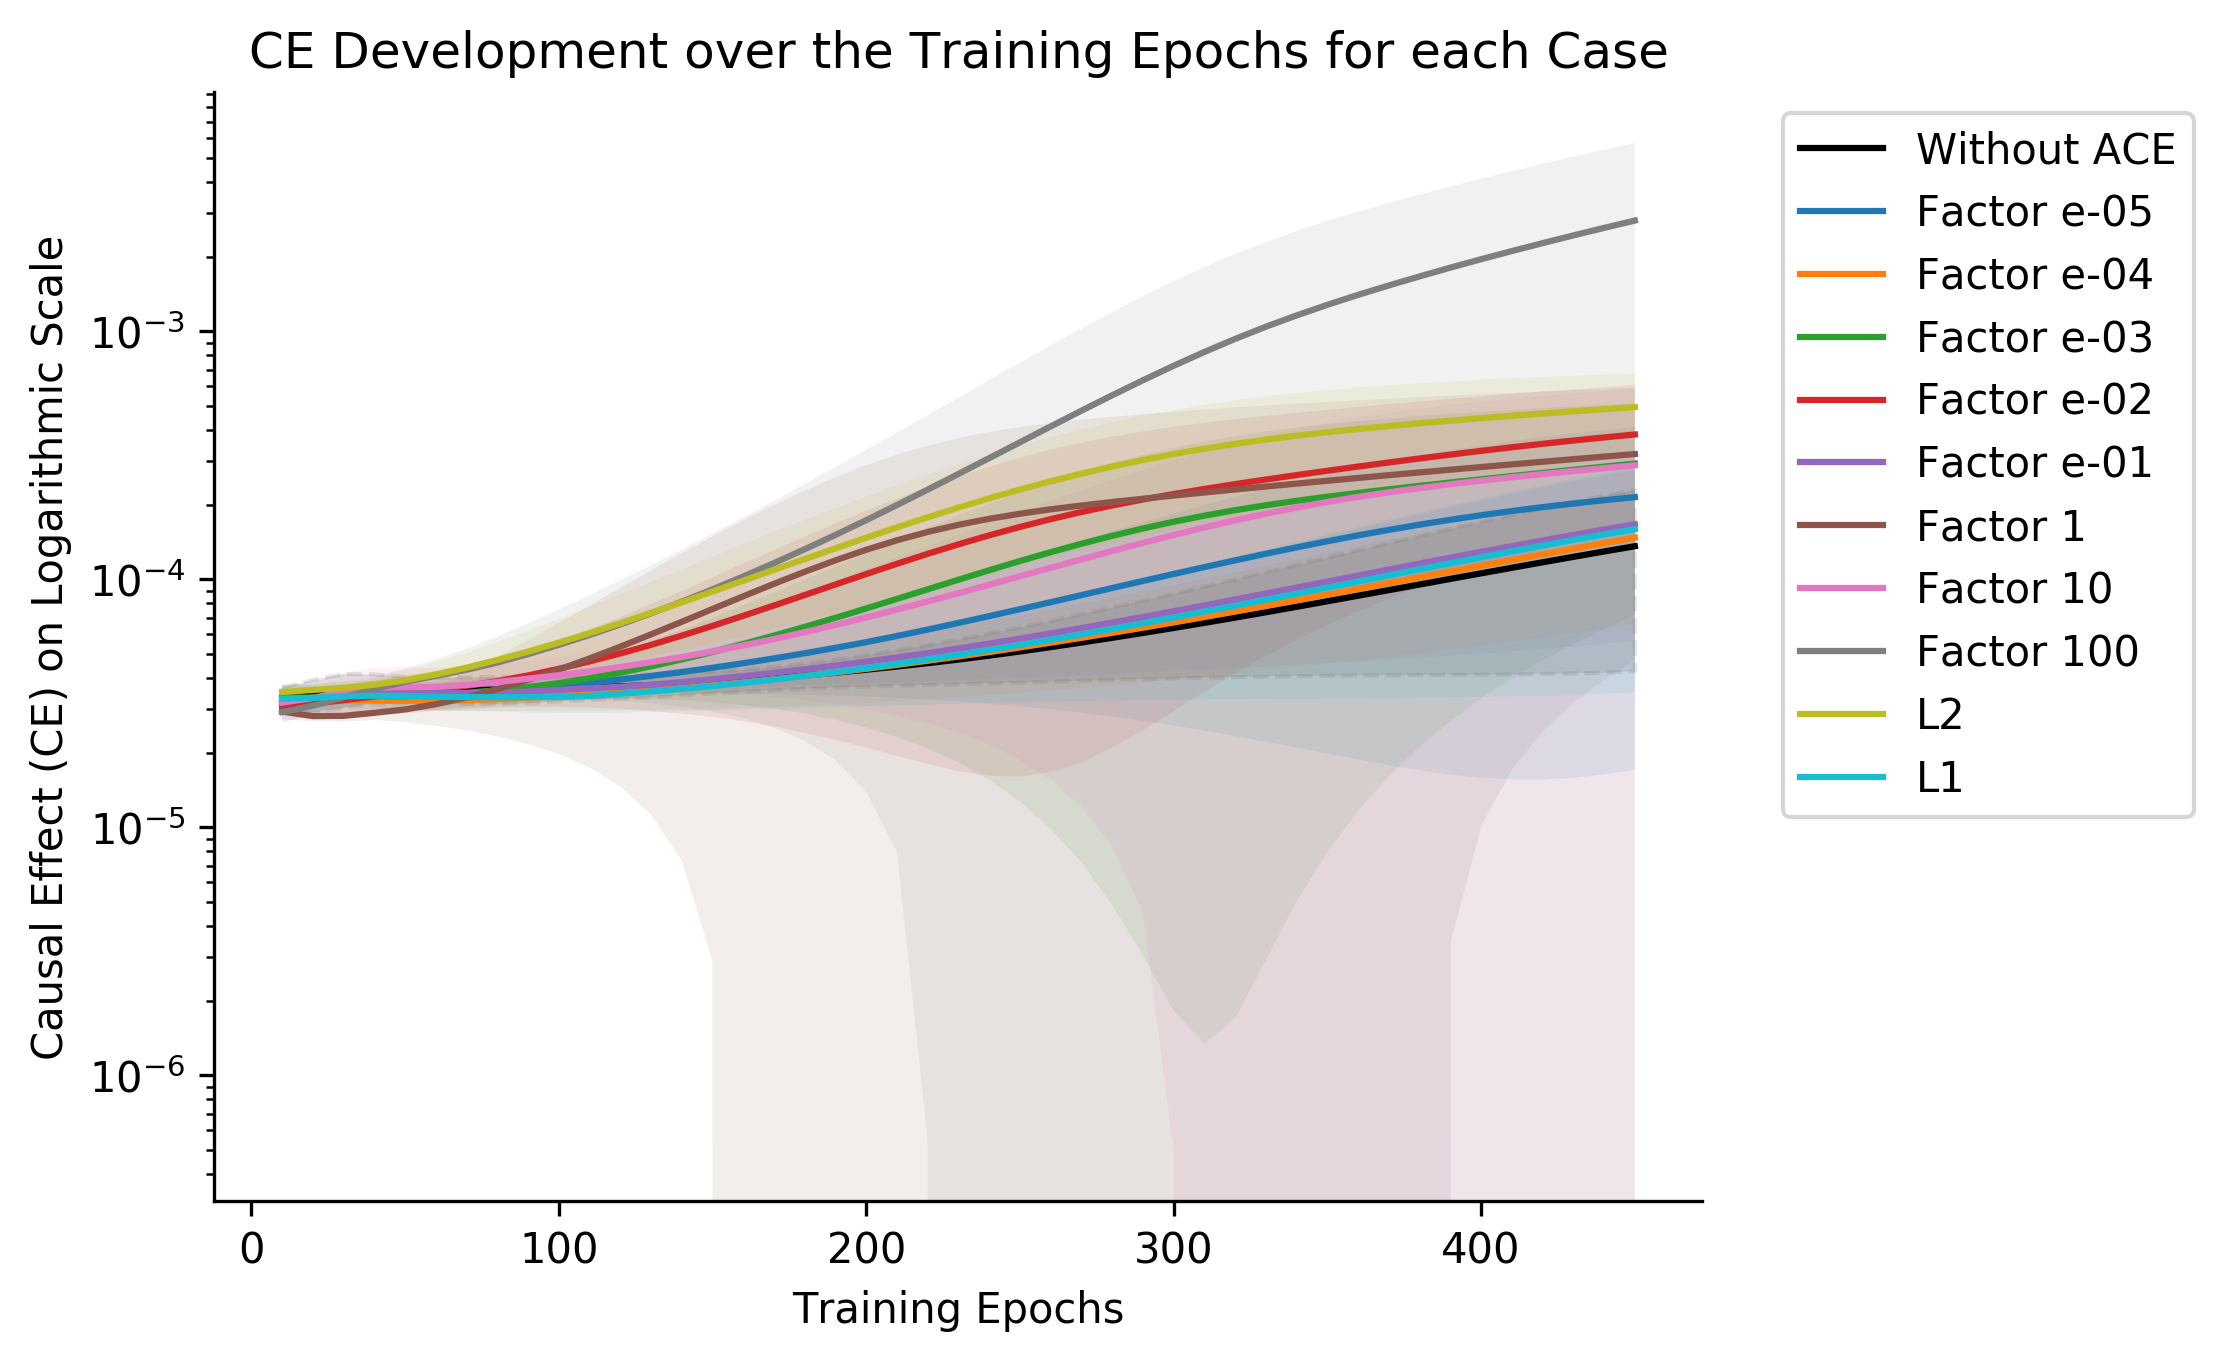 CE Development over the Training Epochs for each Case
Causal Effect (CE) on Logarithmic Scale
10⁻³
10⁻⁴
10⁻⁵
10⁻⁶
0 100 200 300 400
Training Epochs
Without ACE
Factor e-05
Factor e-04
Factor e-03
Factor e-02
Factor e-01
Factor 1
Factor 10
Factor 100
L2
L1